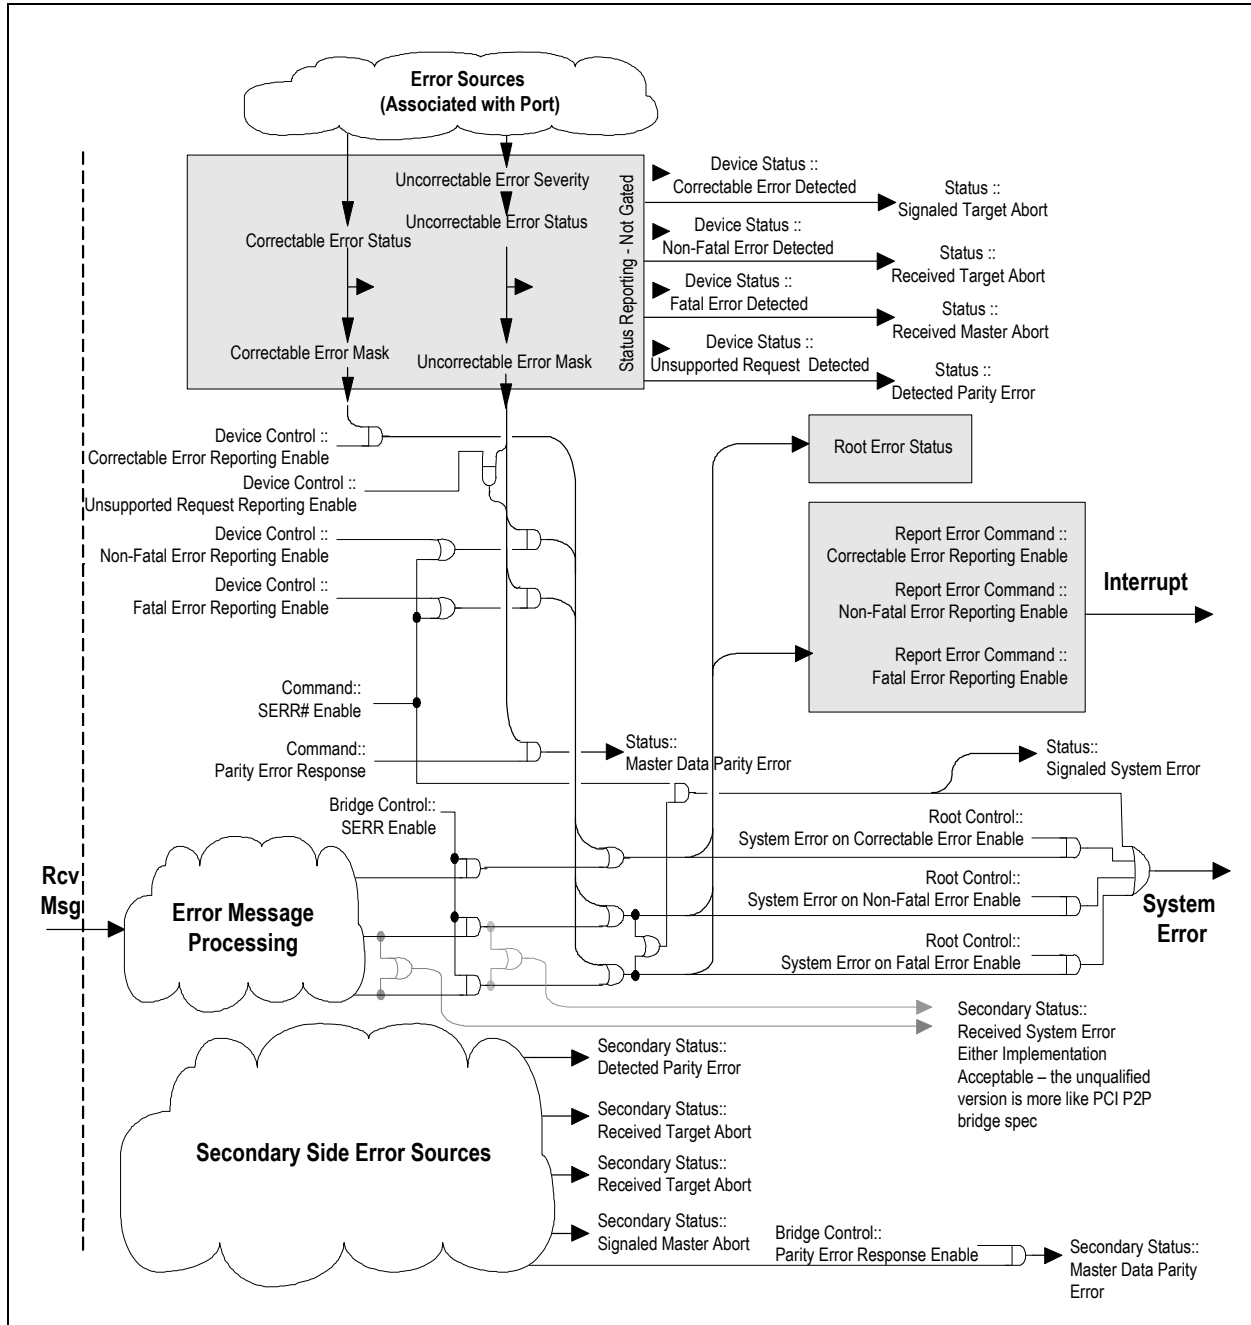 Error Sources
(Associated with Port)
Uncorrectable Error Severity
Uncorrectable Error Status
Correctable Error Status
Correctable Error Mask
Uncorrectable Error Mask
Status Reporting - Not Gated
Device Status ::
Correctable Error Detected
Status ::
Signaled Target Abort
Device Status ::
Non-Fatal Error Detected
Status ::
Received Target Abort
Device Status ::
Fatal Error Detected
Status ::
Received Master Abort
Device Status ::
Unsupported Request Detected
Status ::
Detected Parity Error
Device Control ::
Correctable Error Reporting Enable
Device Control ::
Unsupported Request Reporting Enable
Device Control ::
Non-Fatal Error Reporting Enable
Device Control ::
Fatal Error Reporting Enable
Root Error Status
Report Error Command ::
Correctable Error Reporting Enable
Report Error Command ::
Non-Fatal Error Reporting Enable
Report Error Command ::
Fatal Error Reporting Enable
Interrupt
Command::
SERR# Enable
Command::
Parity Error Response
Status::
Master Data Parity Error
Status::
Signaled System Error
Bridge Control::
SERR Enable
Root Control::
System Error on Correctable Error Enable
Root Control::
System Error on Non-Fatal Error Enable
Root Control::
System Error on Fatal Error Enable
System
Error
Rcv
Msg
Error Message
Processing
Secondary Status::
Received System Error
Either Implementation
Acceptable – the unqualified
version is more like PCI P2P
bridge spec
Secondary Side Error Sources
Secondary Status::
Detected Parity Error
Secondary Status::
Received Target Abort
Secondary Status::
Received Target Abort
Secondary Status::
Signaled Master Abort
Bridge Control::
Parity Error Response Enable
Secondary Status::
Master Data Parity
Error